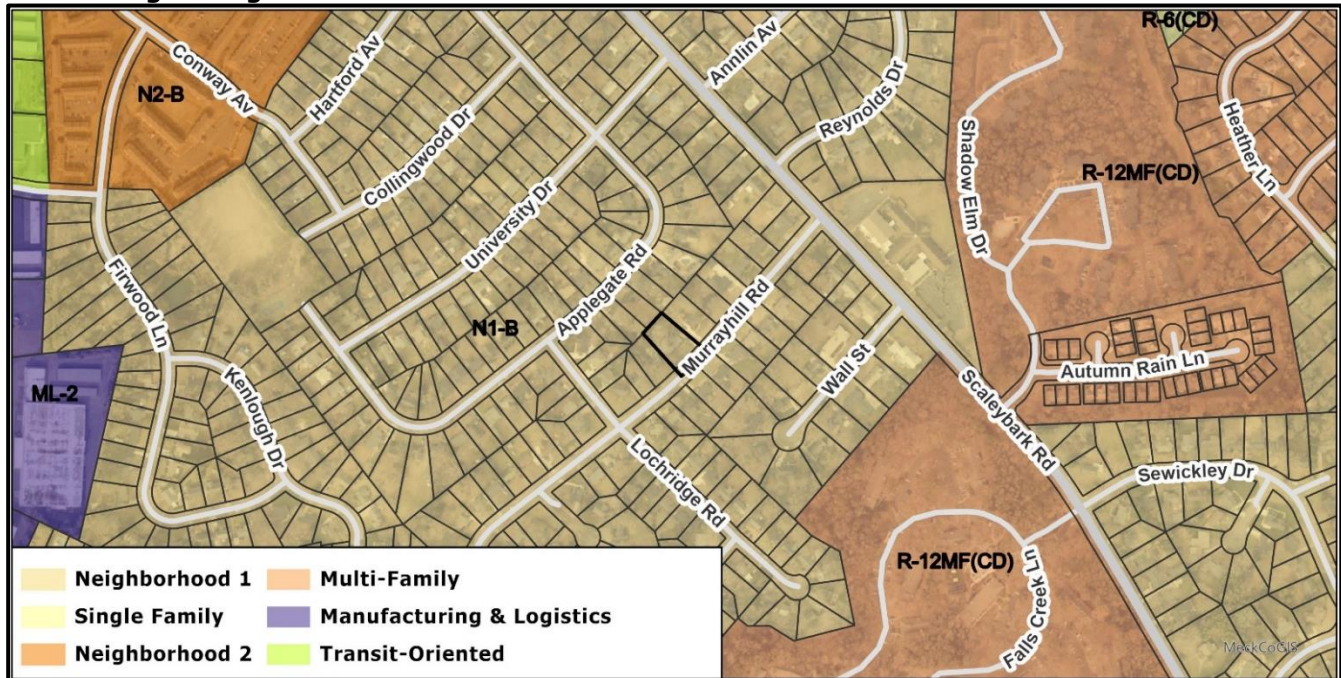 R-6(CD)
Conway Av
Hartford Av
Annlin Av
Reynolds Dr
N2-B
Collingwood Dr
Shadow Elm Dr
Heather Ln
R-12MF(CD)
University Dr
Firwood Ln
Applegate Rd
N1-B
Murrayhill Rd
Wall St
Autumn Rain Ln
ML-2
Kenlough Dr
Scaleybark Rd
Lochridge Rd
Sewickley Dr
R-12MF(CD)
Falls Creek Ln
Neighborhood 1
Multi-Family
Single Family
Manufacturing & Logistics
Neighborhood 2
Transit-Oriented
MeckCoGIS